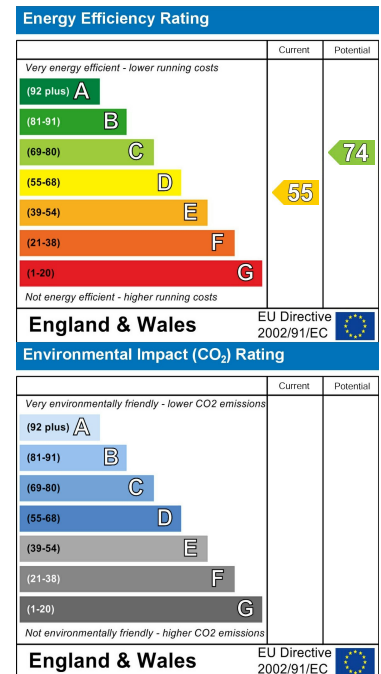 Energy Efficiency Rating
Current Potential
Very energy efficient - lower running costs
(92 plus) A
(81-91) B
(69-80) C
74
(55-68) D
55
(39-54) E
(21-38) F
(1-20) G
Not energy efficient - higher running costs
England & Wales
EU Directive
2002/91/EC
Environmental Impact (CO₂) Rating
Current Potential
Very environmentally friendly - lower CO2 emissions
(92 plus) A
(81-91) B
(69-80) C
(55-68) D
(39-54) E
(21-38) F
(1-20) G
Not environmentally friendly - higher CO2 emissions
England & Wales
EU Directive
2002/91/EC